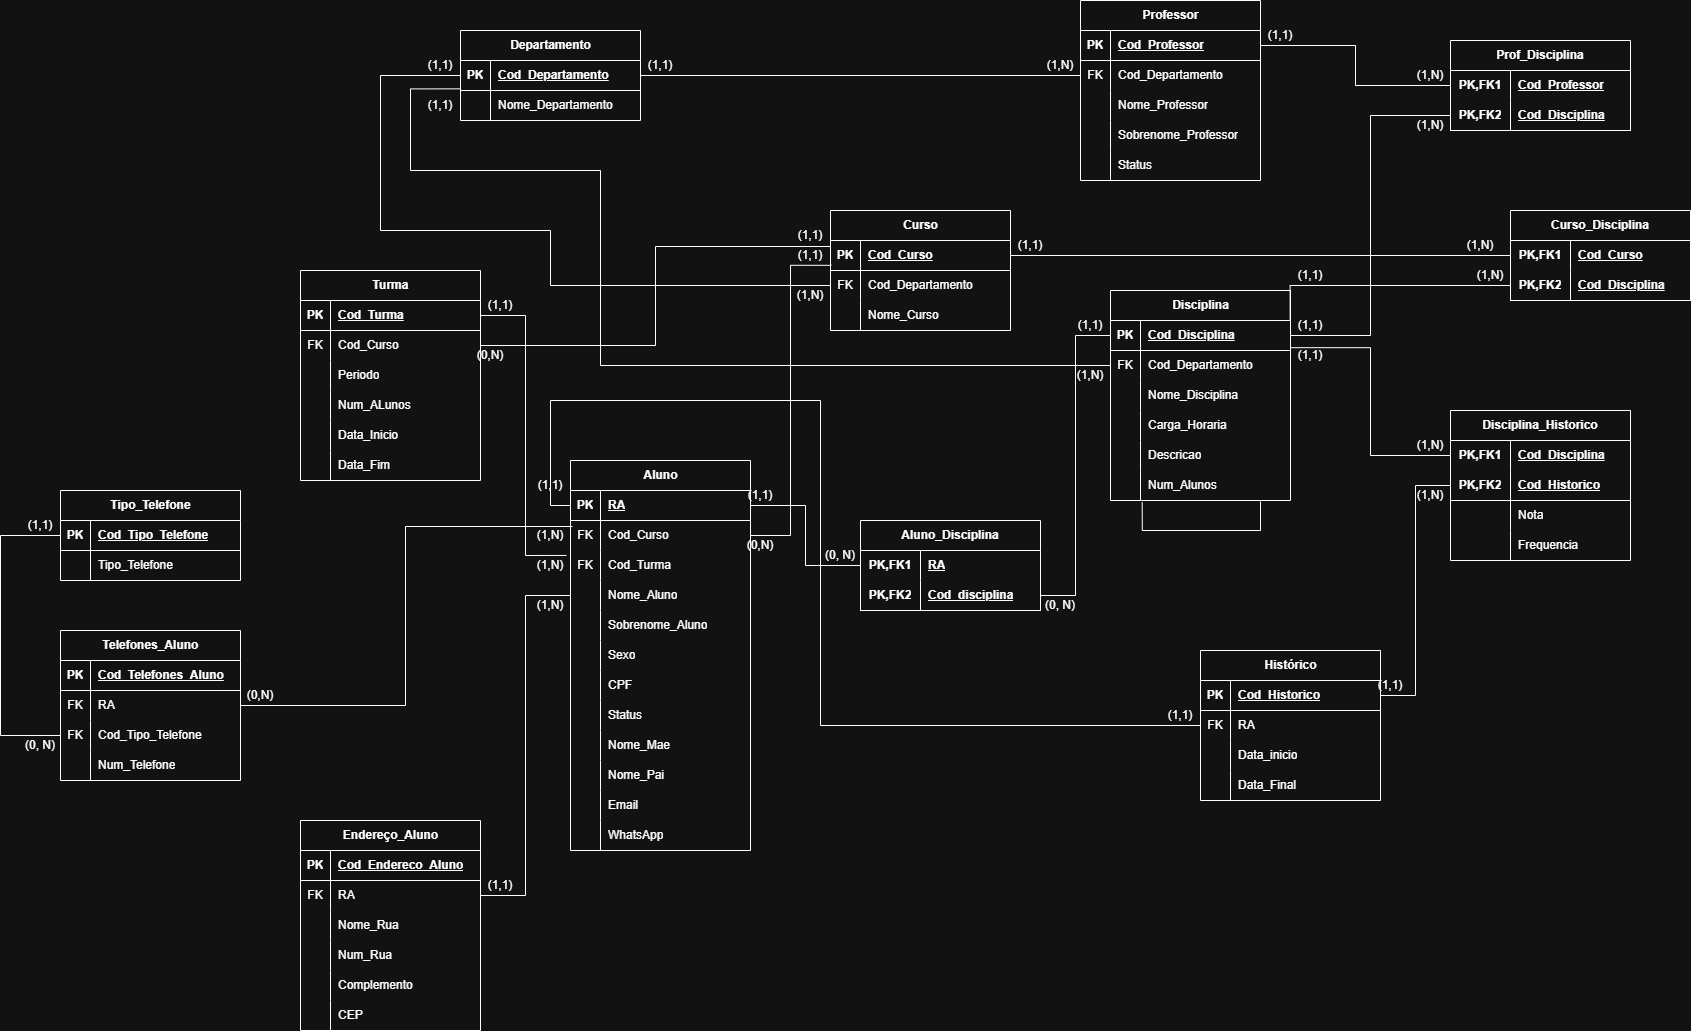 Departamento
PK Cod_Departamento
Nome_Departamento
(1,1)
(1,1)
(1,1)
(1,N)
Professor
PK Cod_Professor
FK Cod_Departamento
Nome_Professor
Sobrenome_Professor
Status
(1,1)
(1,N)
(1,N)
Prof_Disciplina
PK,FK1 Cod_Professor
PK,FK2 Cod_Disciplina
Curso
PK Cod_Curso
FK Cod_Departamento
Nome_Curso
(1,1)
(1,1)
(1,N)
(1,1)
(1,N)
(1,N)
Curso_Disciplina
PK,FK1 Cod_Curso
PK,FK2 Cod_Disciplina
Turma
PK Cod_Turma
FK Cod_Curso
Periodo
Num_ALunos
Data_Inicio
Data_Fim
(1,1)
(0,N)
Disciplina
PK Cod_Disciplina
FK Cod_Departamento
Nome_Disciplina
Carga_Horaria
Descricao
Num_Alunos
(1,1)
(1,N)
(1,1)
(1,1)
(1,1)
Disciplina_Historico
PK,FK1 Cod_Disciplina
PK,FK2 Cod_Historico
Nota
Frequencia
(1,N)
(1,N)
Tipo_Telefone
PK Cod_Tipo_Telefone
Tipo_Telefone
(1,1)
Aluno
PK RA
FK Cod_Curso
FK Cod_Turma
Nome_Aluno
Sobrenome_Aluno
Sexo
CPF
Status
Nome_Mae
Nome_Pai
Email
WhatsApp
(1,1)
(1,N)
(1,N)
(1,N)
(1,1)
(0,N)
Aluno_Disciplina
PK,FK1 RA
PK,FK2 Cod_disciplina
(0, N)
(0, N)
Telefones_Aluno
PK Cod_Telefones_Aluno
FK RA
FK Cod_Tipo_Telefone
Num_Telefone
(0,N)
(0, N)
Histórico
PK Cod_Historico
FK RA
Data_inicio
Data_Final
(1,1)
(1,1)
Endereço_Aluno
PK Cod_Endereco_Aluno
FK RA
Nome_Rua
Num_Rua
Complemento
CEP
(1,1)